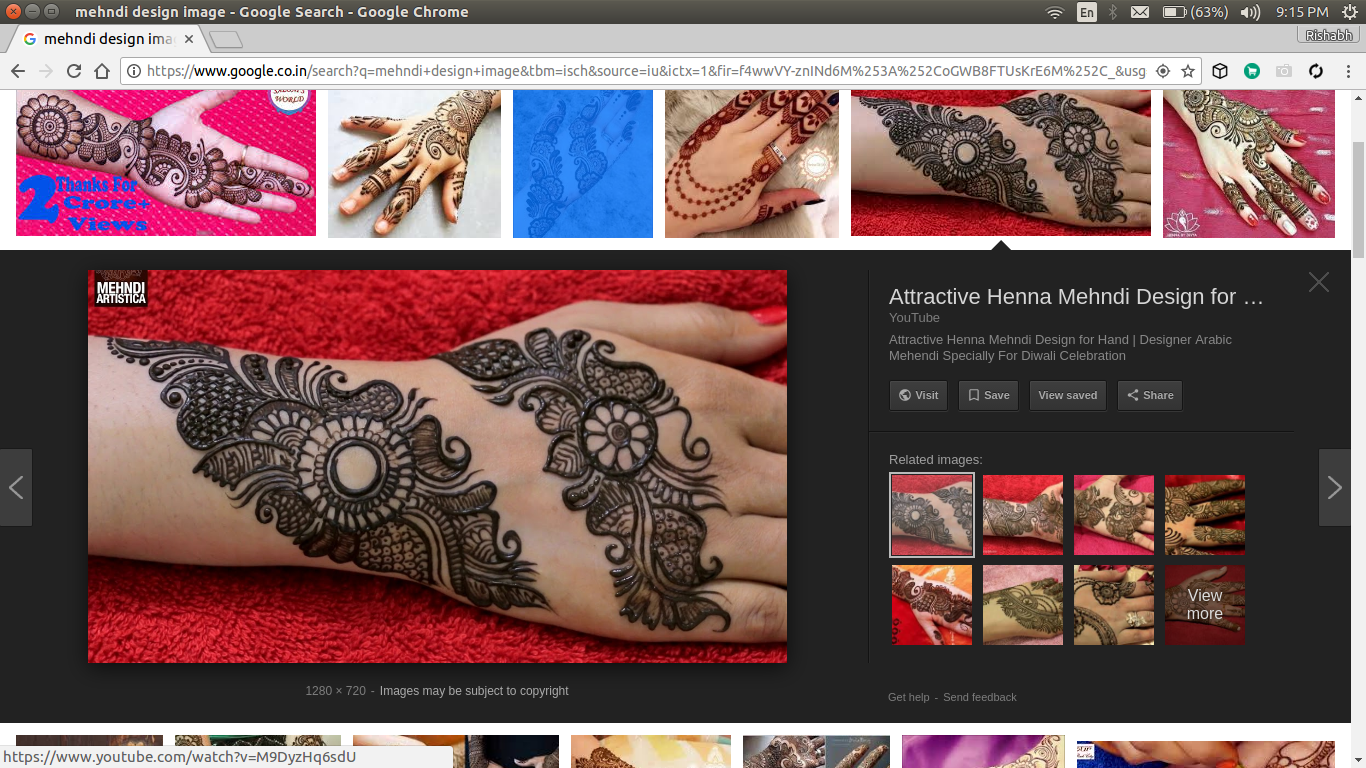 mehndi design image - Google Search - Google Chrome
En
(63%)
9:15 PM
mehndi design ima
Rishabh
https://www.google.co.in/search?q=mehndi+design+image&tbm=isch&source=iu&ictx=1&fir=f4wwVY-znINd6M%253A%252CoGWB8FTUsKrE6M%252C_&usg
WORLD
2 Thanks For
Crore+
Views
MEHNDI
ARTISTICA
Attractive Henna Mehndi Design for …
YouTube
Attractive Henna Mehndi Design for Hand | Designer Arabic
Mehendi Specially For Diwali Celebration
Visit
Save
View saved
Share
Related images:
View
more
1280 × 720 - Images may be subject to copyright
Get help - Send feedback
https://www.youtube.com/watch?v=M9DyzHq6sdU